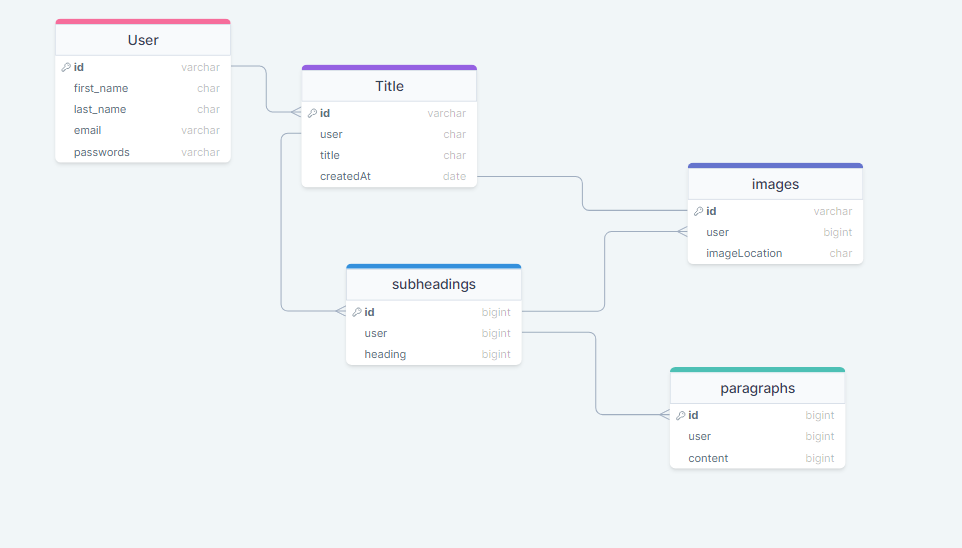 User
id varchar
first_name char
last_name char
email varchar
passwords varchar
Title
id varchar
user char
title char
createdAt date
images
id varchar
user bigint
imageLocation char
subheadings
id bigint
user bigint
heading bigint
paragraphs
id bigint
user bigint
content bigint